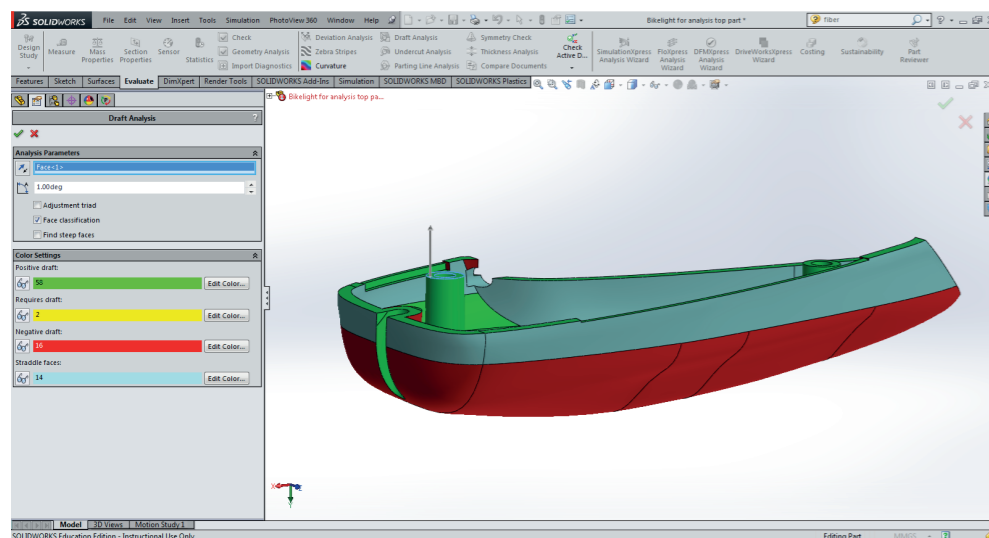 SOLIDWORKS File Edit View Insert Tools Simulation PhotoView 360 Window Help Bikelight for analysis top part * fiber
Design Study Measure Mass Properties Section Properties Sensor Statistics Check Geometry Analysis Import Diagnostics Deviation Analysis Zebra Stripes Curvature Draft Analysis Undercut Analysis Parting Line Analysis Symmetry Check Thickness Analysis Compare Documents Check Active D... SimulationXpress Analysis Wizard FloXpress Analysis Wizard DFMXpress Analysis Wizard DriveWorksXpress Wizard Costing Sustainability Part Reviewer
Features Sketch Surfaces Evaluate DimXpert Render Tools SOLIDWORKS Add-Ins Simulation SOLIDWORKS MBD SOLIDWORKS Plastics
Bikelight for analysis top pa...
Draft Analysis ?
Analysis Parameters
Face<1>
1.00deg
Adjustment triad
Face classification
Find steep faces
Color Settings
Positive draft:
58 Edit Color...
Requires draft:
2 Edit Color...
Negative draft:
16 Edit Color...
Straddle faces:
14 Edit Color...
X Z
Y
Model 3D Views Motion Study 1
SOLIDWORKS Education Edition - Instructional Use Only Editing Part MMGS ?